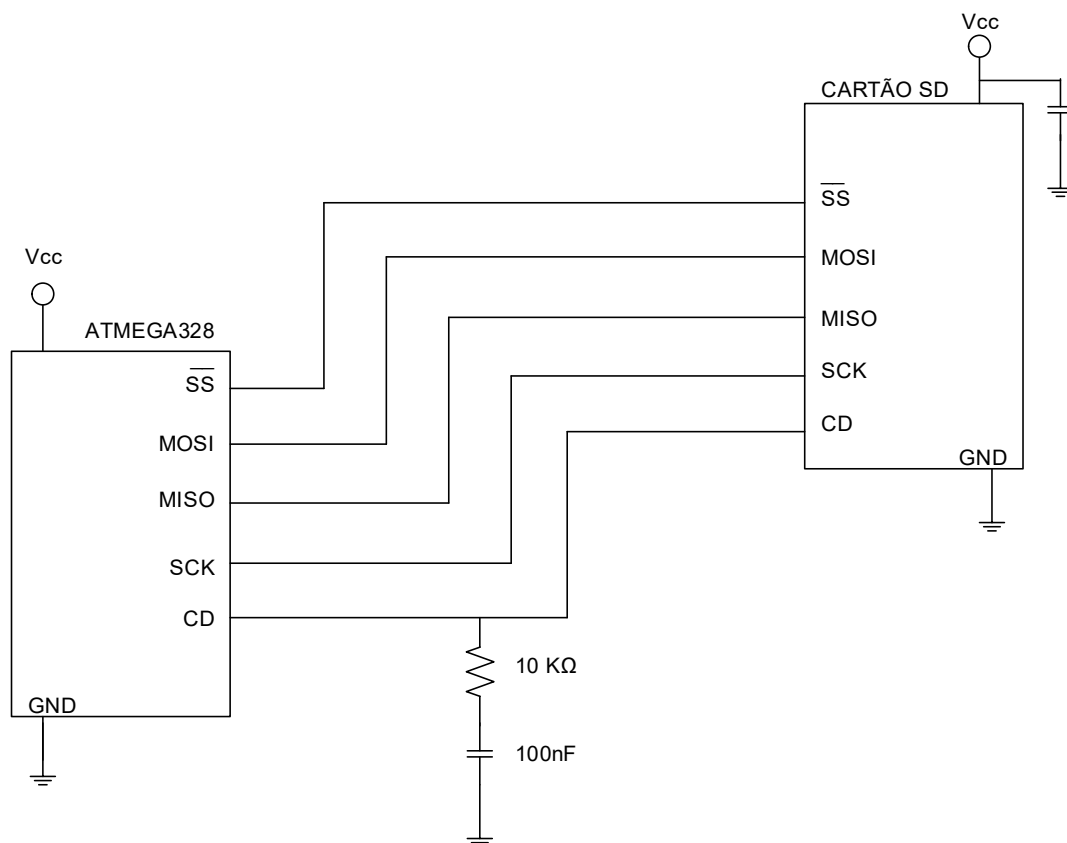 Vcc
CARTÃO SD
SS
MOSI
MISO
SCK
CD
GND
Vcc
ATMEGA328
SS
MOSI
MISO
SCK
CD
GND
10 KΩ
100nF